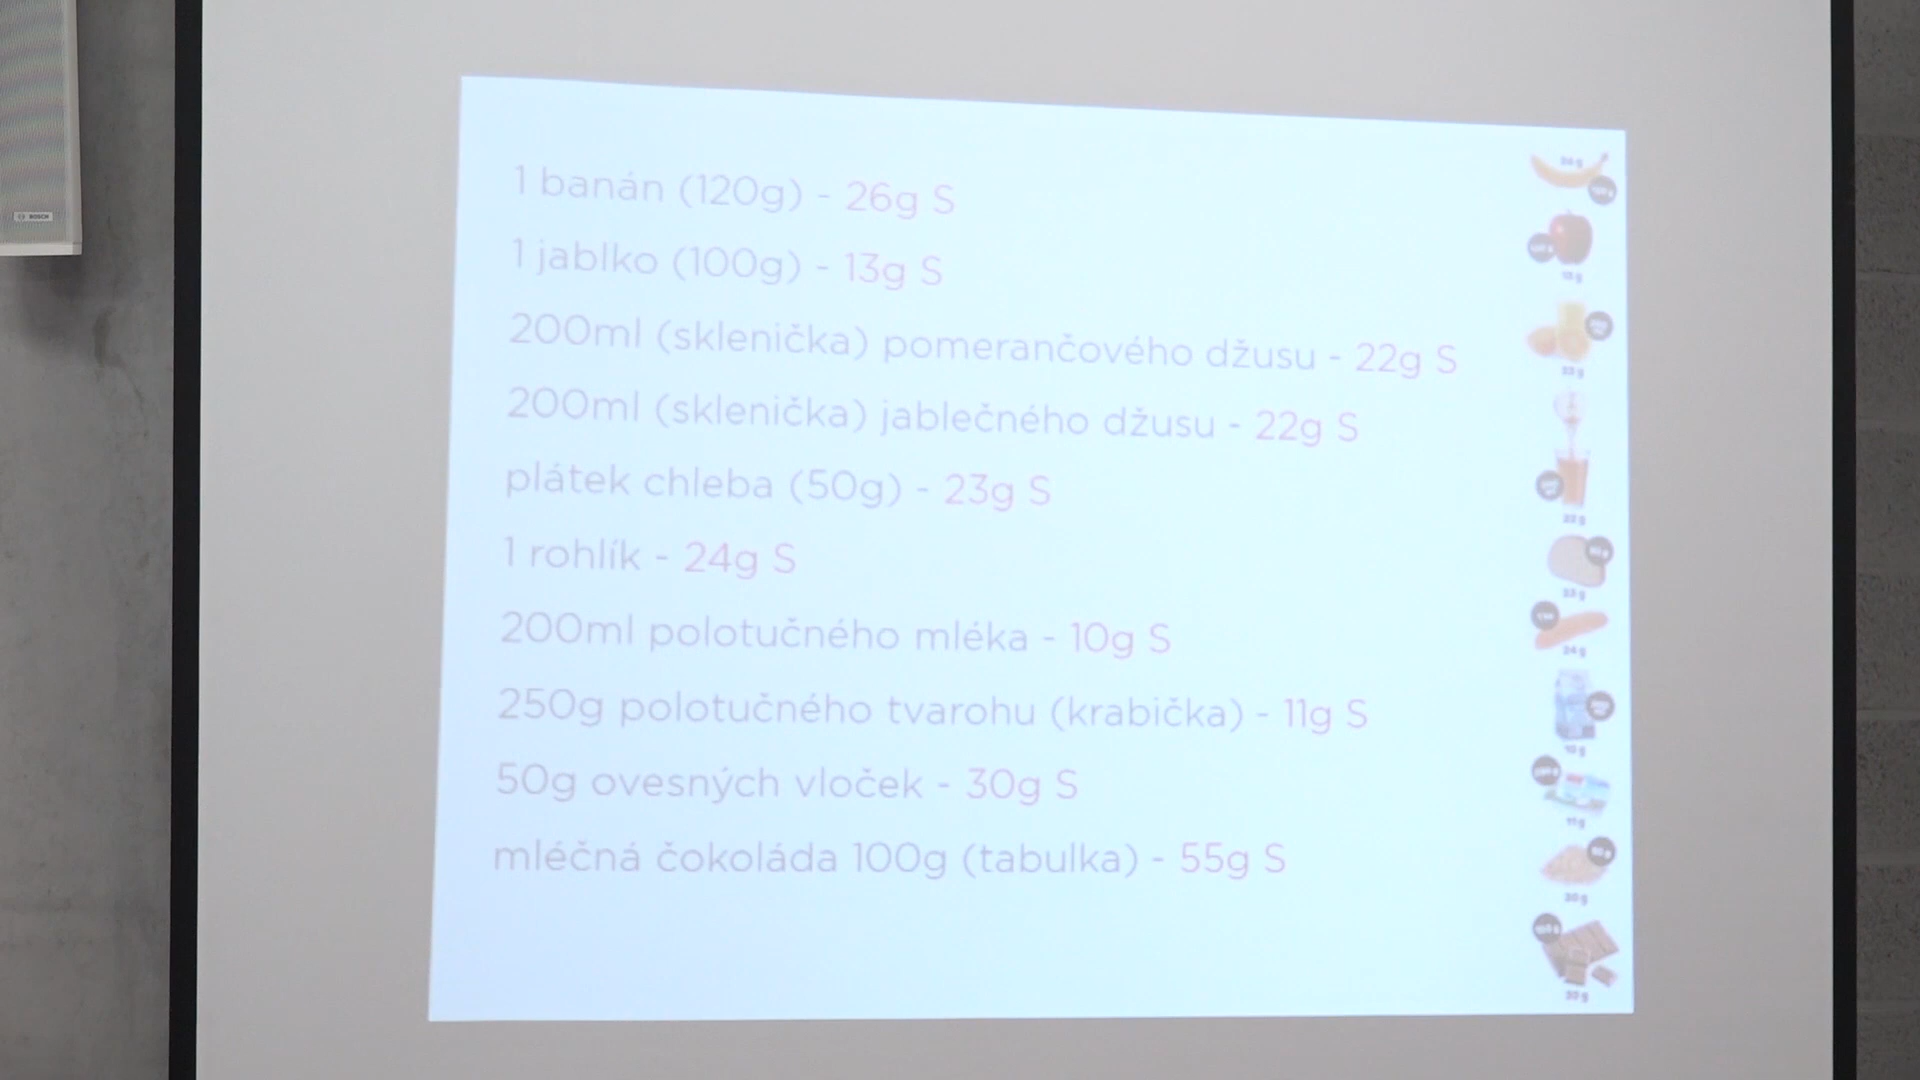 1 banán (120g) - 26g S
1 jablko (100g) - 13g S
200ml (sklenička) pomerančového džusu - 22g S
200ml (sklenička) jablečného džusu - 22g S
plátek chleba (50g) - 23g S
1 rohlík - 24g S
200ml polotučného mléka - 10g S
250g polotučného tvarohu (krabička) - 11g S
50g ovesných vloček - 30g S
mléčná čokoláda 100g (tabulka) - 55g S
BOSCH